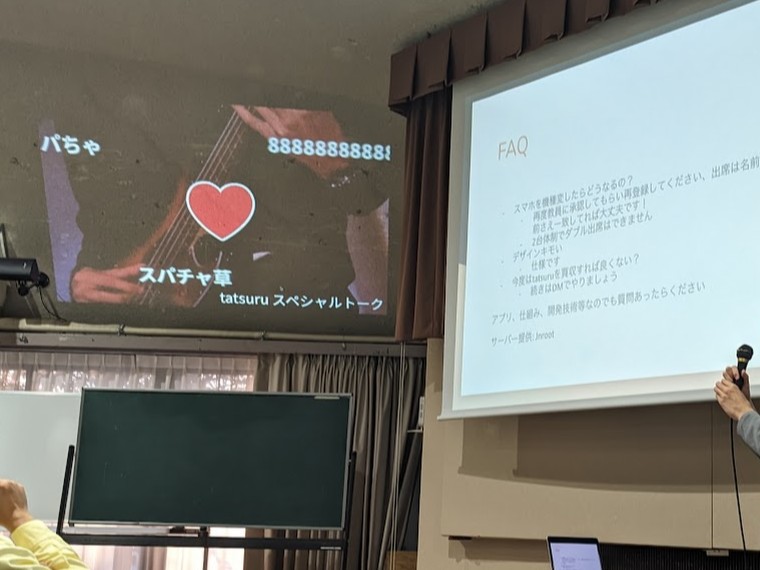 パちゃ
88888888888
スパチャ草
tatsuru スペシャルトーク
FAQ
スマホを機種変したらどうなるの？
再度教員に承認してもらい再登録してください、出席は名前
前さえ一致してれば大丈夫です！
2台体制でダブル出席はできません
デザインキモい
仕様です
今度はtatsuruを買収すれば良くない？
続きはDMでやりましょう
アプリ、仕組み、開発技術等なのでも質問あったらください
サーバー提供: Jnroot